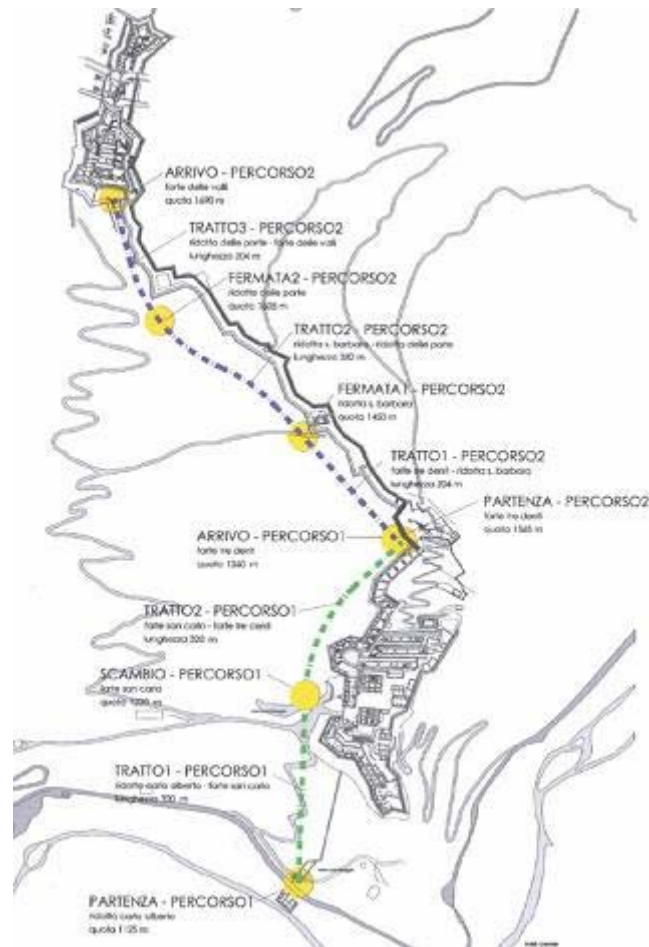 ARRIVO - PERCORSO2
forte delle valli
quota 1690 m
TRATTO3 - PERCORSO2
ridotta delle porte - forte delle valli
lunghezza 204 m
FERMATA2 - PERCORSO2
ridotta delle porte
quota m
TRATTO2 - PERCORSO2
ridotta s. barbara - ridotta delle porte
lunghezza m
FERMATA1 - PERCORSO2
ridotta s. barbara
quota 1450 m
TRATTO1 - PERCORSO2
forte tre denti - ridotta s. barbara
lunghezza 204 m
PARTENZA - PERCORSO2
forte tre denti
quota m
ARRIVO - PERCORSO1
forte tre denti
quota m
TRATTO2 - PERCORSO1
forte san carlo - forte tre denti
lunghezza m
SCAMBIO - PERCORSO1
forte san carlo
quota m
TRATTO1 - PERCORSO1
ridotta carlo alberto - forte san carlo
lunghezza m
PARTENZA - PERCORSO1
ridotta carlo alberto
quota 1125 m